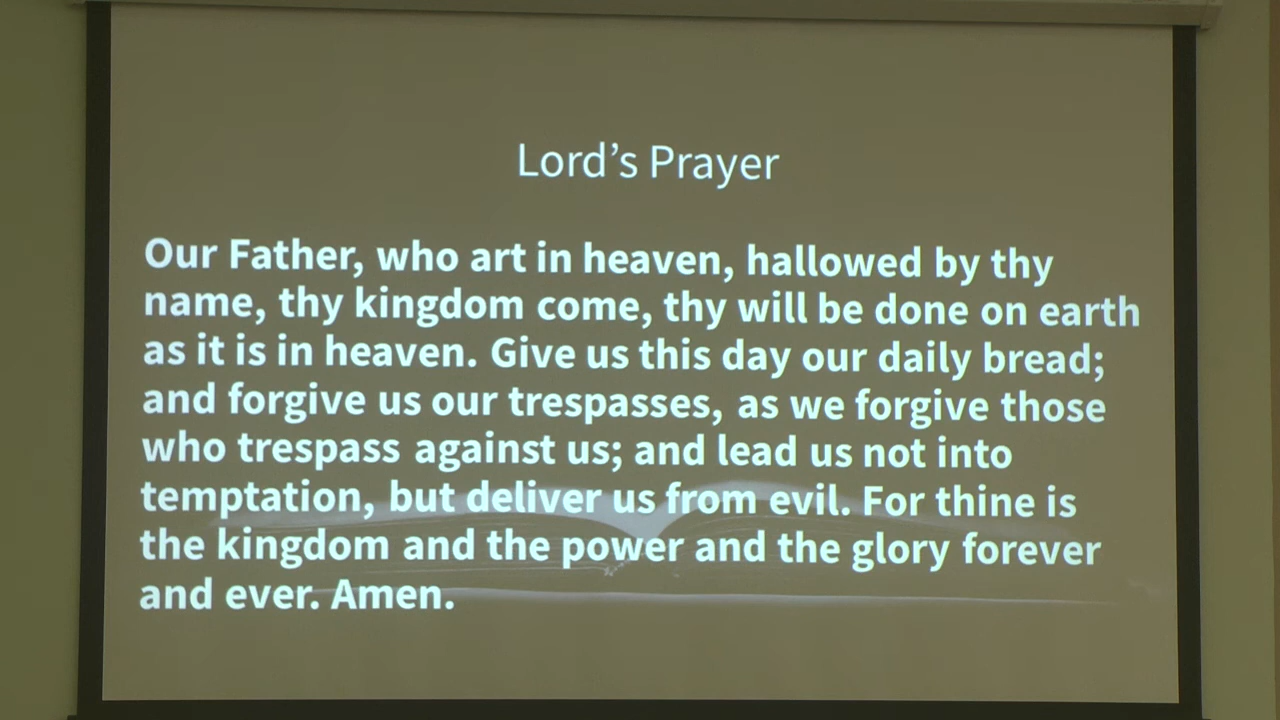 Lord’s Prayer
Our Father, who art in heaven, hallowed by thy
name, thy kingdom come, thy will be done on earth
as it is in heaven. Give us this day our daily bread;
and forgive us our trespasses, as we forgive those
who trespass against us; and lead us not into
temptation, but deliver us from evil. For thine is
the kingdom and the power and the glory forever
and ever. Amen.